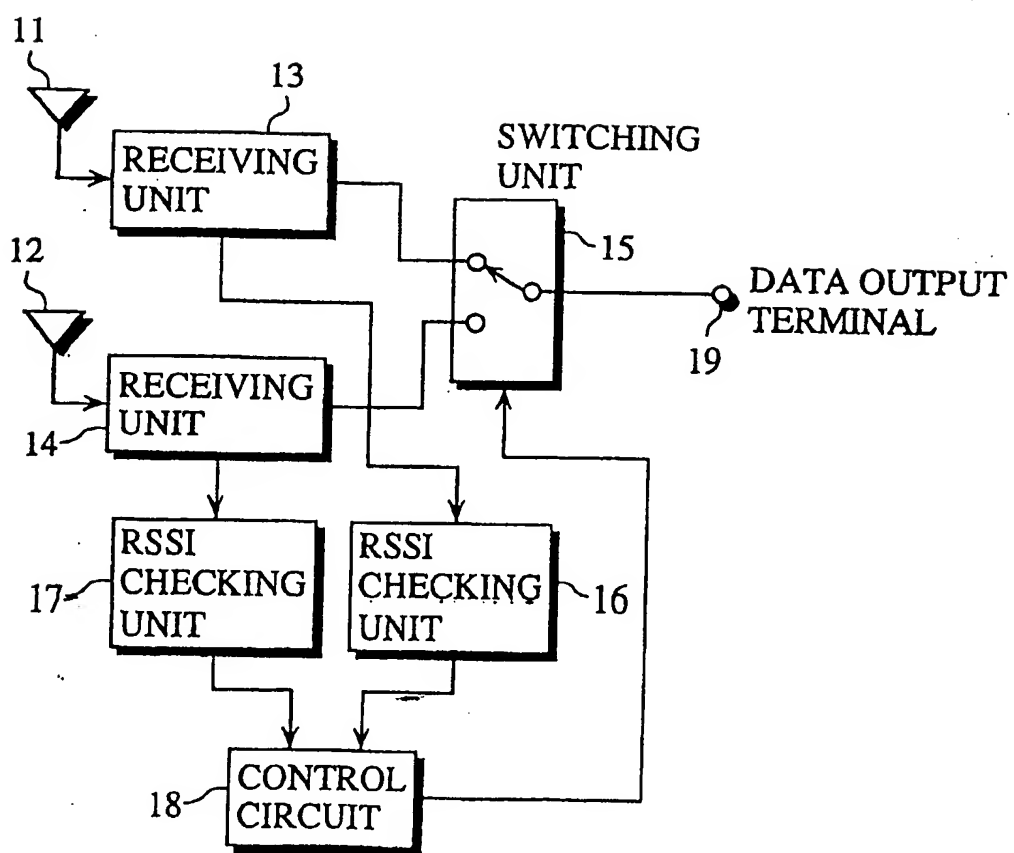 11
13
RECEIVING
UNIT
SWITCHING
UNIT
15
12
DATA OUTPUT
TERMINAL
19
RECEIVING
UNIT
14
RSSI
CHECKING
UNIT
17
RSSI
CHECKING
UNIT
16
CONTROL
CIRCUIT
18